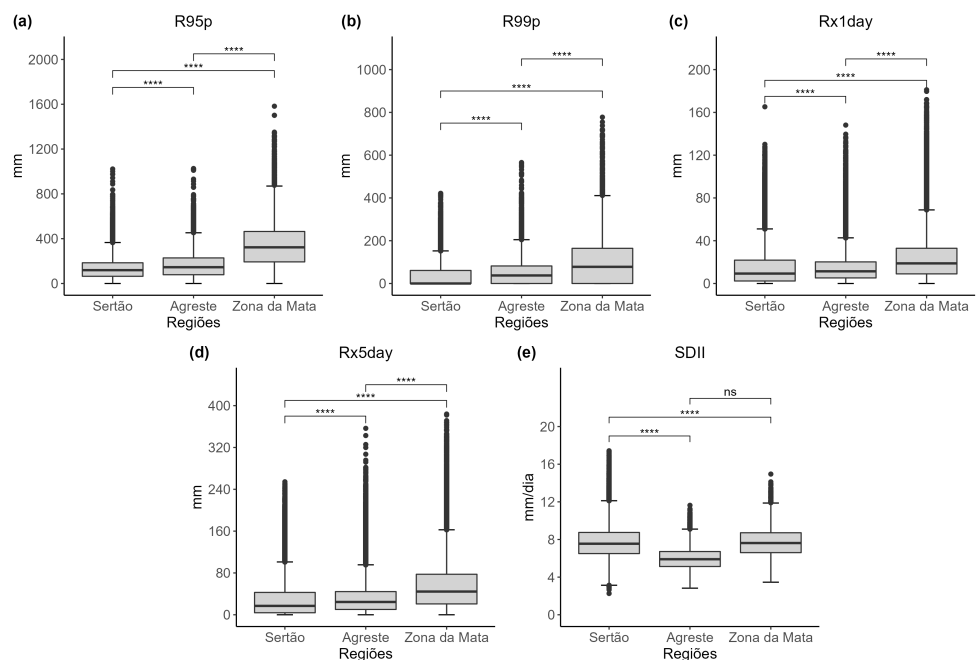 (a) R95p
****
****
****
2000
1600
1200
800
400
0
mm
Sertão Agreste Zona da Mata
Regiões
(b) R99p
****
****
****
1000
800
600
400
200
0
mm
Sertão Agreste Zona da Mata
Regiões
(c) Rx1day
****
****
****
200
160
120
80
40
0
mm
Sertão Agreste Zona da Mata
Regiões
(d) Rx5day
****
****
****
400
320
240
160
80
0
mm
Sertão Agreste Zona da Mata
Regiões
(e) SDII
ns
****
****
20
16
12
8
4
0
mm/dia
Sertão Agreste Zona da Mata
Regiões